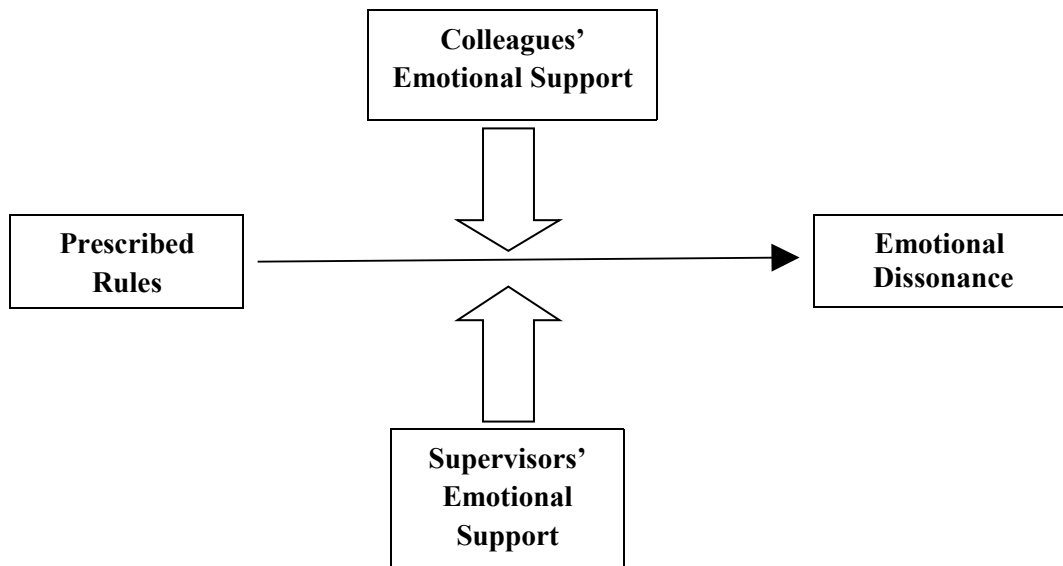 Colleagues’
Emotional Support
Prescribed
Rules
Emotional
Dissonance
Supervisors’
Emotional
Support